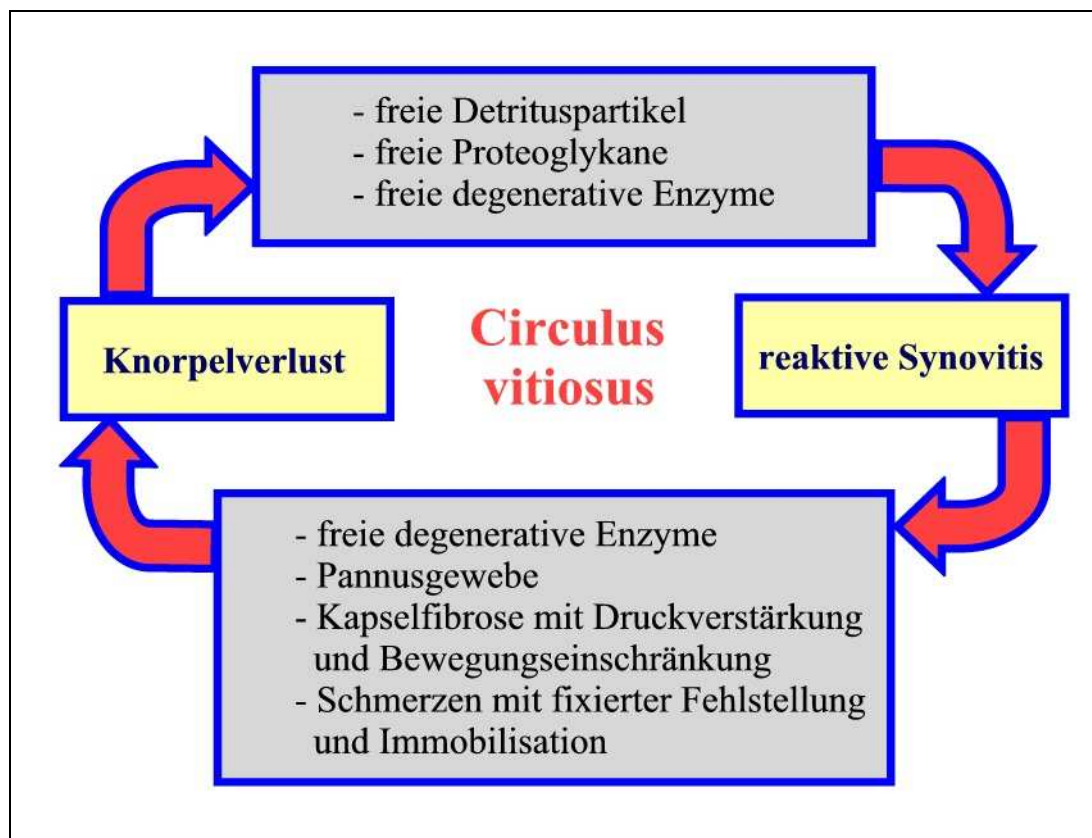 - freie Detrituspartikel
- freie Proteoglykane
- freie degenerative Enzyme
Knorpelverlust
Circulus
vitiosus
reaktive Synovitis
- freie degenerative Enzyme
- Pannusgewebe
- Kapselfibrose mit Druckverstärkung
und Bewegungseinschränkung
- Schmerzen mit fixierter Fehlstellung
und Immobilisation